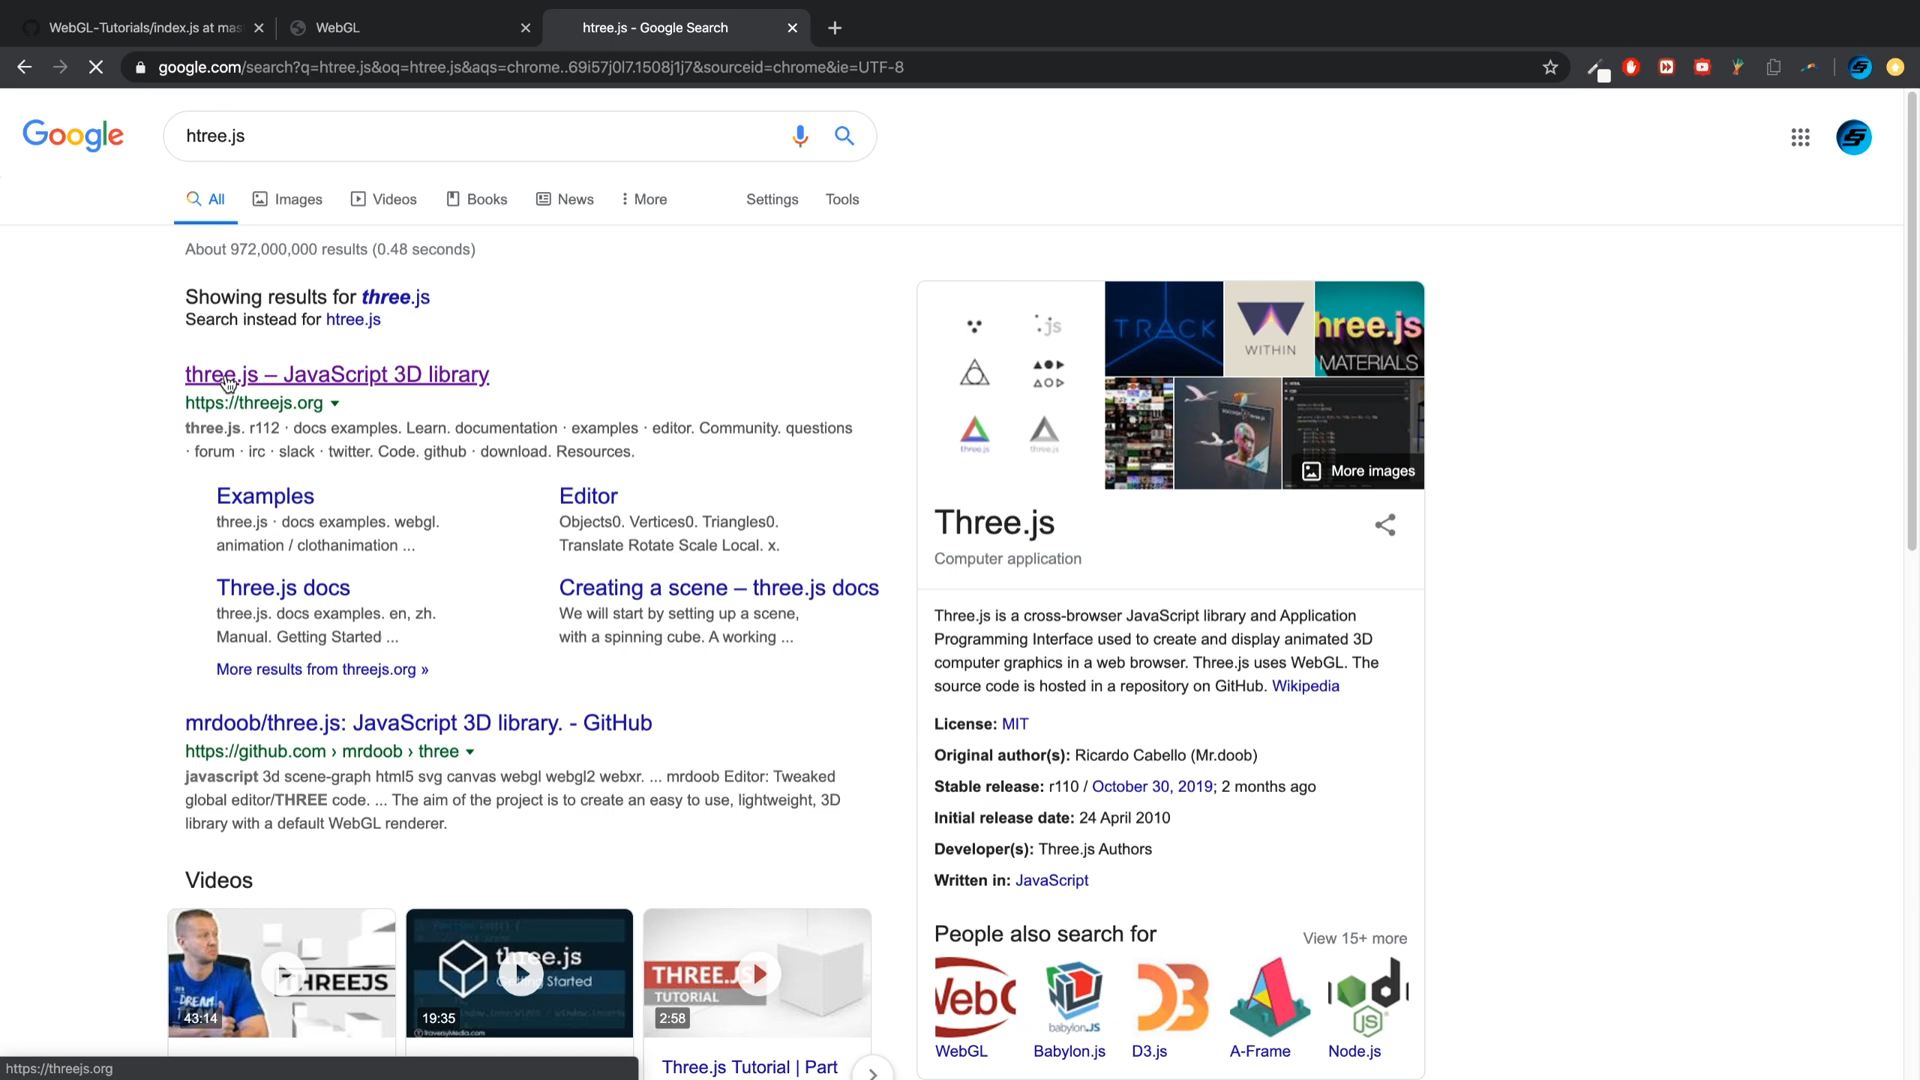 WebGL-Tutorials/index.js at mas
WebGL
htree.js - Google Search
google.com/search?q=htree.js&oq=htree.js&aqs=chrome..69i57j0l7.1508j1j7&sourceid=chrome&ie=UTF-8
Google
htree.js
All
Images
Videos
Books
News
More
Settings
Tools
About 972,000,000 results (0.48 seconds)
Showing results for three.js
Search instead for htree.js
three.js – JavaScript 3D library
https://threejs.org
three.js. r112 · docs examples. Learn. documentation · examples · editor. Community. questions
· forum · irc · slack · twitter. Code. github · download. Resources.
Examples
three.js · docs examples. webgl.
animation / clothanimation ...
Editor
Objects0. Vertices0. Triangles0.
Translate Rotate Scale Local. x.
Three.js docs
three.js. docs examples. en, zh.
Manual. Getting Started ...
Creating a scene – three.js docs
We will start by setting up a scene,
with a spinning cube. A working ...
More results from threejs.org »
mrdoob/three.js: JavaScript 3D library. - GitHub
https://github.com › mrdoob › three
javascript 3d scene-graph html5 svg canvas webgl webgl2 webxr. ... mrdoob Editor: Tweaked
global editor/THREE code. ... The aim of the project is to create an easy to use, lightweight, 3D
library with a default WebGL renderer.
Videos
DREAM
THREEJS
43:14
three.js
Getting Started
19:35
TraversyMedia.com
THREE.JS
TUTORIAL
2:58
Three.js Tutorial | Part
.js
three.js
three.js
TRACK
WITHIN
hree.js
MATERIALS
More images
Three.js
Computer application
Three.js is a cross-browser JavaScript library and Application
Programming Interface used to create and display animated 3D
computer graphics in a web browser. Three.js uses WebGL. The
source code is hosted in a repository on GitHub. Wikipedia
License: MIT
Original author(s): Ricardo Cabello (Mr.doob)
Stable release: r110 / October 30, 2019; 2 months ago
Initial release date: 24 April 2010
Developer(s): Three.js Authors
Written in: JavaScript
People also search for
View 15+ more
WebG
babylon.JS
JS
WebGL
Babylon.js
D3.js
A-Frame
Node.js
https://threejs.org